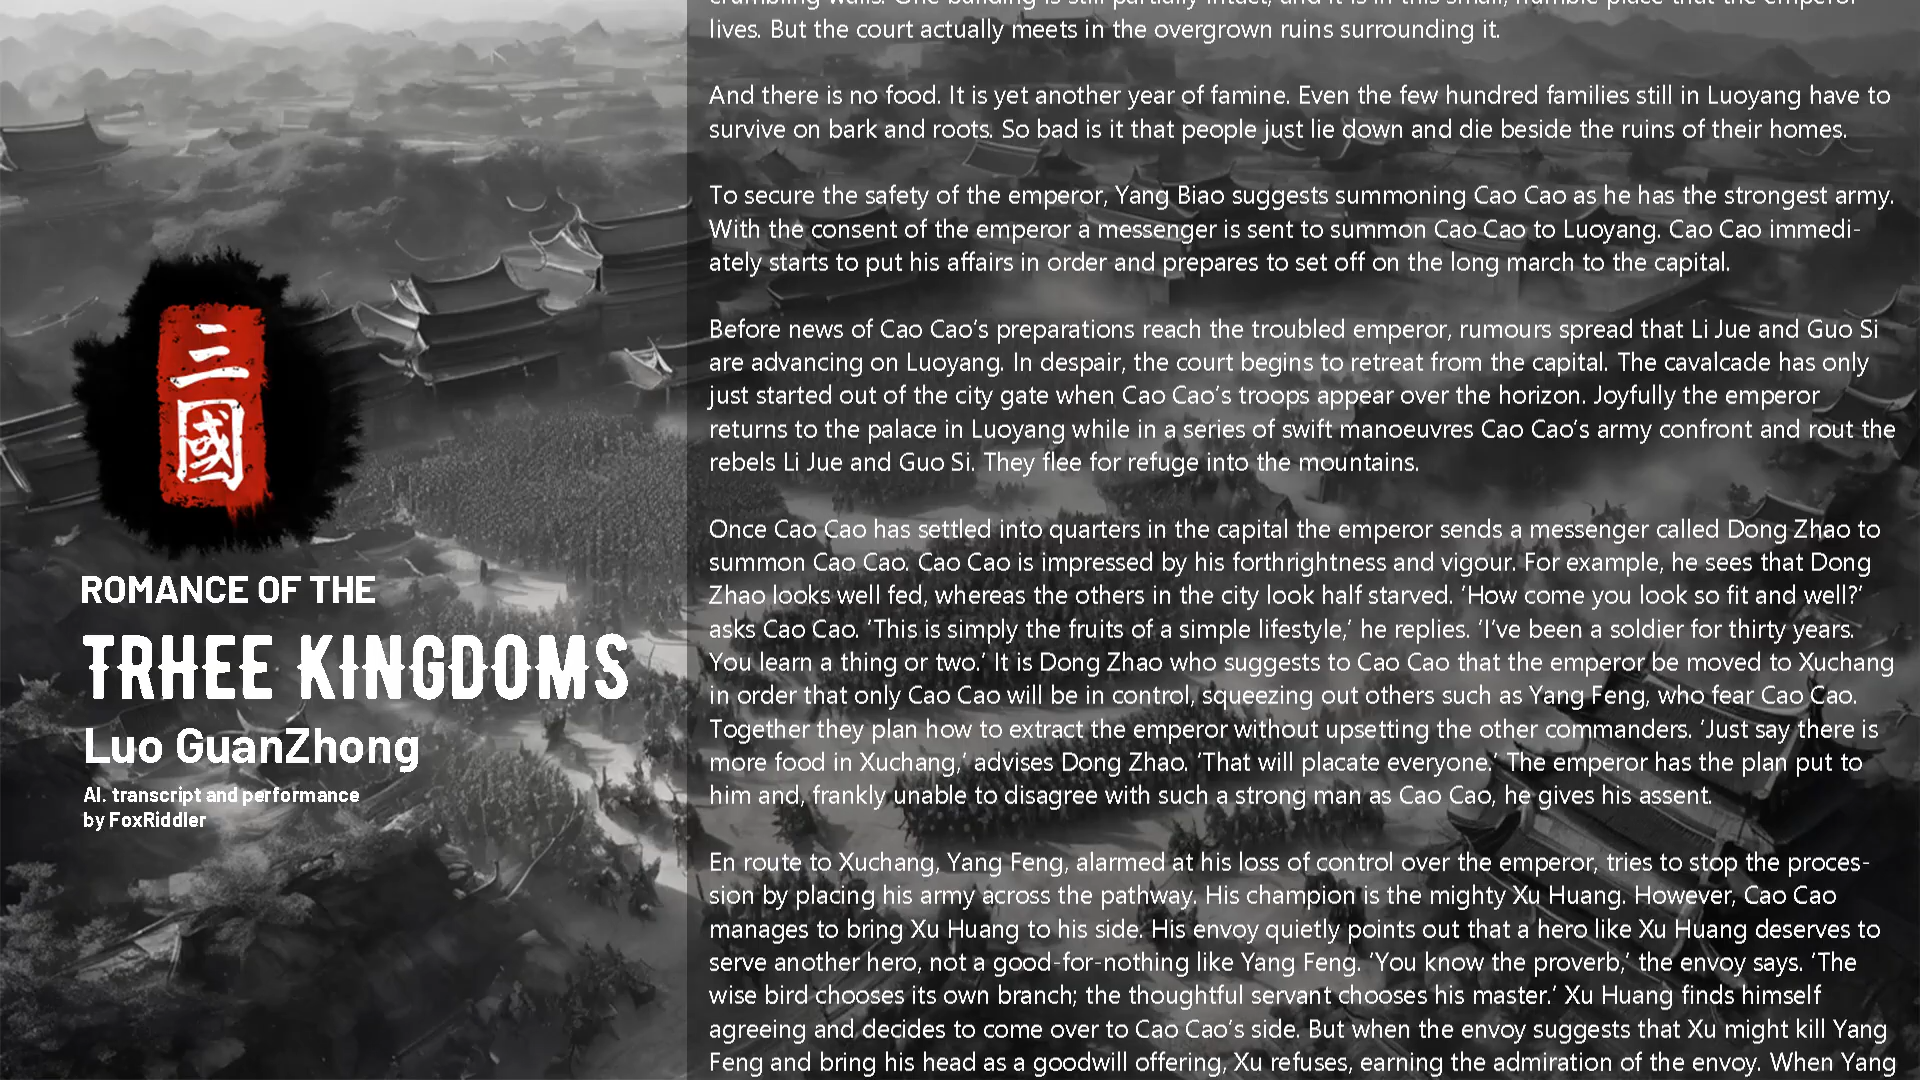 三
國
ROMANCE OF THE
TRHEE KINGDOMS
Luo GuanZhong
AI. transcript and performance
by FoxRiddler
crumbling walls. One building is still partially intact, and it is in this small, humble place that the emperor
lives. But the court actually meets in the overgrown ruins surrounding it.
And there is no food. It is yet another year of famine. Even the few hundred families still in Luoyang have to
survive on bark and roots. So bad is it that people just lie down and die beside the ruins of their homes.
To secure the safety of the emperor, Yang Biao suggests summoning Cao Cao as he has the strongest army.
With the consent of the emperor a messenger is sent to summon Cao Cao to Luoyang. Cao Cao immedi-
ately starts to put his affairs in order and prepares to set off on the long march to the capital.
Before news of Cao Cao’s preparations reach the troubled emperor, rumours spread that Li Jue and Guo Si
are advancing on Luoyang. In despair, the court begins to retreat from the capital. The cavalcade has only
just started out of the city gate when Cao Cao’s troops appear over the horizon. Joyfully the emperor
returns to the palace in Luoyang while in a series of swift manoeuvres Cao Cao’s army confront and rout the
rebels Li Jue and Guo Si. They flee for refuge into the mountains.
Once Cao Cao has settled into quarters in the capital the emperor sends a messenger called Dong Zhao to
summon Cao Cao. Cao Cao is impressed by his forthrightness and vigour. For example, he sees that Dong
Zhao looks well fed, whereas the others in the city look half starved. ‘How come you look so fit and well?’
asks Cao Cao. ‘This is simply the fruits of a simple lifestyle,’ he replies. ‘I’ve been a soldier for thirty years.
You learn a thing or two.’ It is Dong Zhao who suggests to Cao Cao that the emperor be moved to Xuchang
in order that only Cao Cao will be in control, squeezing out others such as Yang Feng, who fear Cao Cao.
Together they plan how to extract the emperor without upsetting the other commanders. ‘Just say there is
more food in Xuchang,’ advises Dong Zhao. ‘That will placate everyone.’ The emperor has the plan put to
him and, frankly unable to disagree with such a strong man as Cao Cao, he gives his assent.
En route to Xuchang, Yang Feng, alarmed at his loss of control over the emperor, tries to stop the proces-
sion by placing his army across the pathway. His champion is the mighty Xu Huang. However, Cao Cao
manages to bring Xu Huang to his side. His envoy quietly points out that a hero like Xu Huang deserves to
serve another hero, not a good-for-nothing like Yang Feng. ‘You know the proverb,’ the envoy says. ‘The
wise bird chooses its own branch; the thoughtful servant chooses his master.’ Xu Huang finds himself
agreeing and decides to come over to Cao Cao’s side. But when the envoy suggests that Xu might kill Yang
Feng and bring his head as a goodwill offering, Xu refuses, earning the admiration of the envoy. When Yang